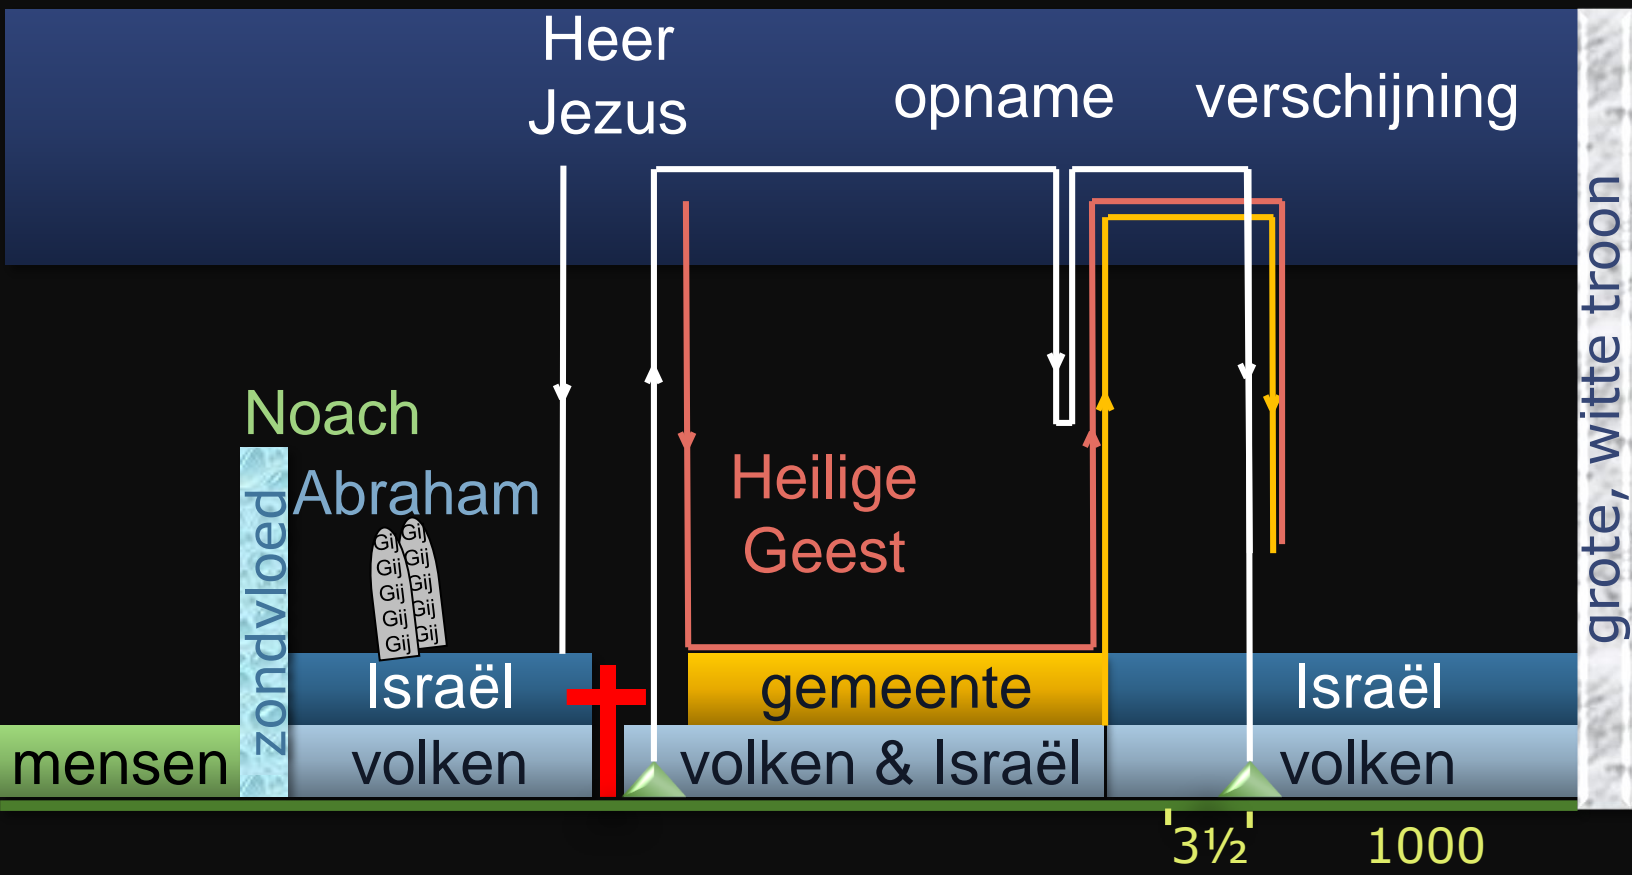 Heer
Jezus
opname
verschijning
grote, witte troon
Noach
Abraham
zondvloed
Gij Gij
Gij Gij
Gij Gij
Gij Gij
Gij Gij
Heilige
Geest
Israël
gemeente
Israël
mensen
volken
volken & Israël
volken
3½
1000